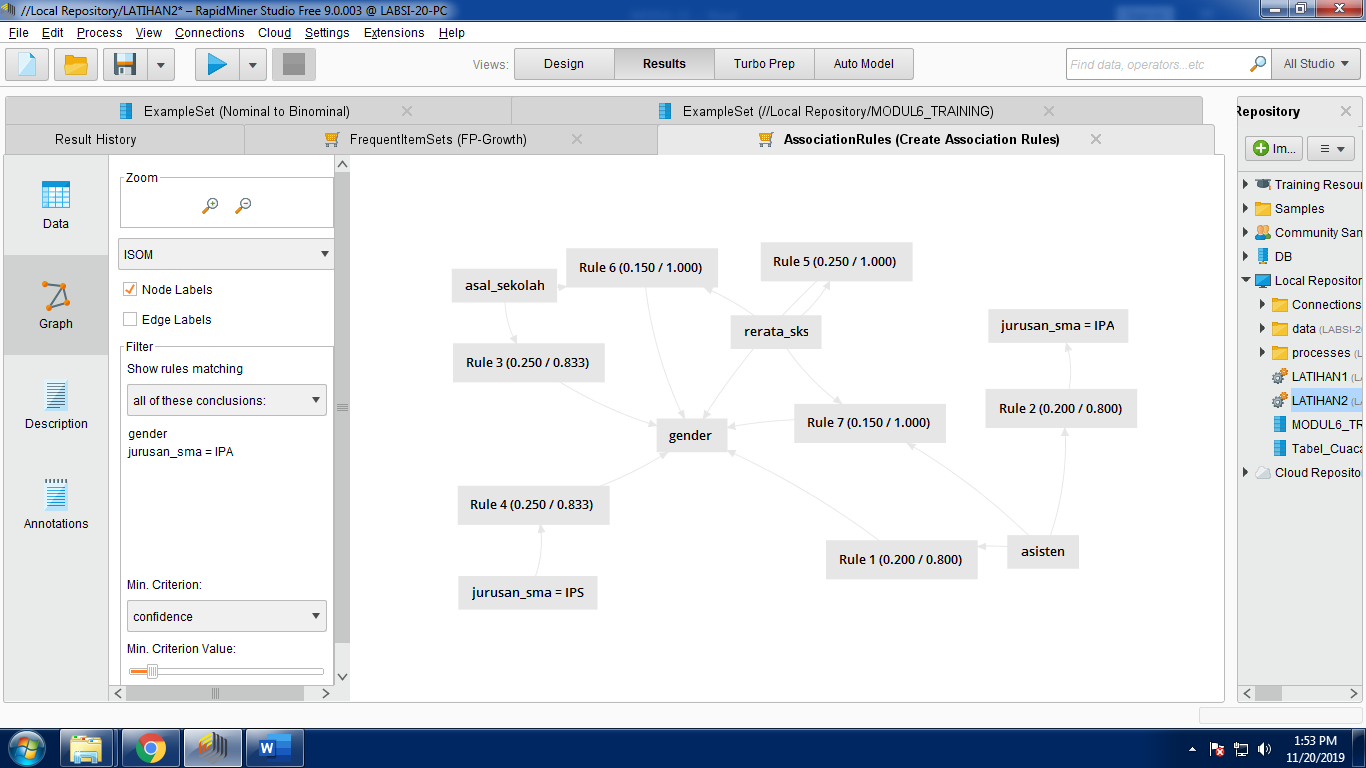 //Local Repository/LATIHAN2* – RapidMiner Studio Free 9.0.003 @ LABSI-20-PC
File Edit Process View Connections Cloud Settings Extensions Help
Views: Design Results Turbo Prep Auto Model Find data, operators...etc All Studio
ExampleSet (Nominal to Binominal) ExampleSet (//Local Repository/MODUL6_TRAINING)
Result History FrequentItemSets (FP-Growth) AssociationRules (Create Association Rules)
Data
Graph
Description
Annotations
Zoom
ISOM
Node Labels
Edge Labels
Filter
Show rules matching
all of these conclusions:
gender
jurusan_sma = IPA
Min. Criterion:
confidence
Min. Criterion Value:
Rule 6 (0.150 / 1.000)
Rule 5 (0.250 / 1.000)
asal_sekolah
rerata_sks
jurusan_sma = IPA
Rule 3 (0.250 / 0.833)
Rule 2 (0.200 / 0.800)
Rule 7 (0.150 / 1.000)
gender
Rule 4 (0.250 / 0.833)
Rule 1 (0.200 / 0.800)
asisten
jurusan_sma = IPS
Repository
Im...
Training Resou
Samples
Community Sam
DB
Local Repositor
Connections
data (LABSI-2
processes (L
LATIHAN1 (LA
LATIHAN2 (LA
MODUL6_TR
Tabel_Cuaca
Cloud Reposito
1:53 PM
11/20/2019